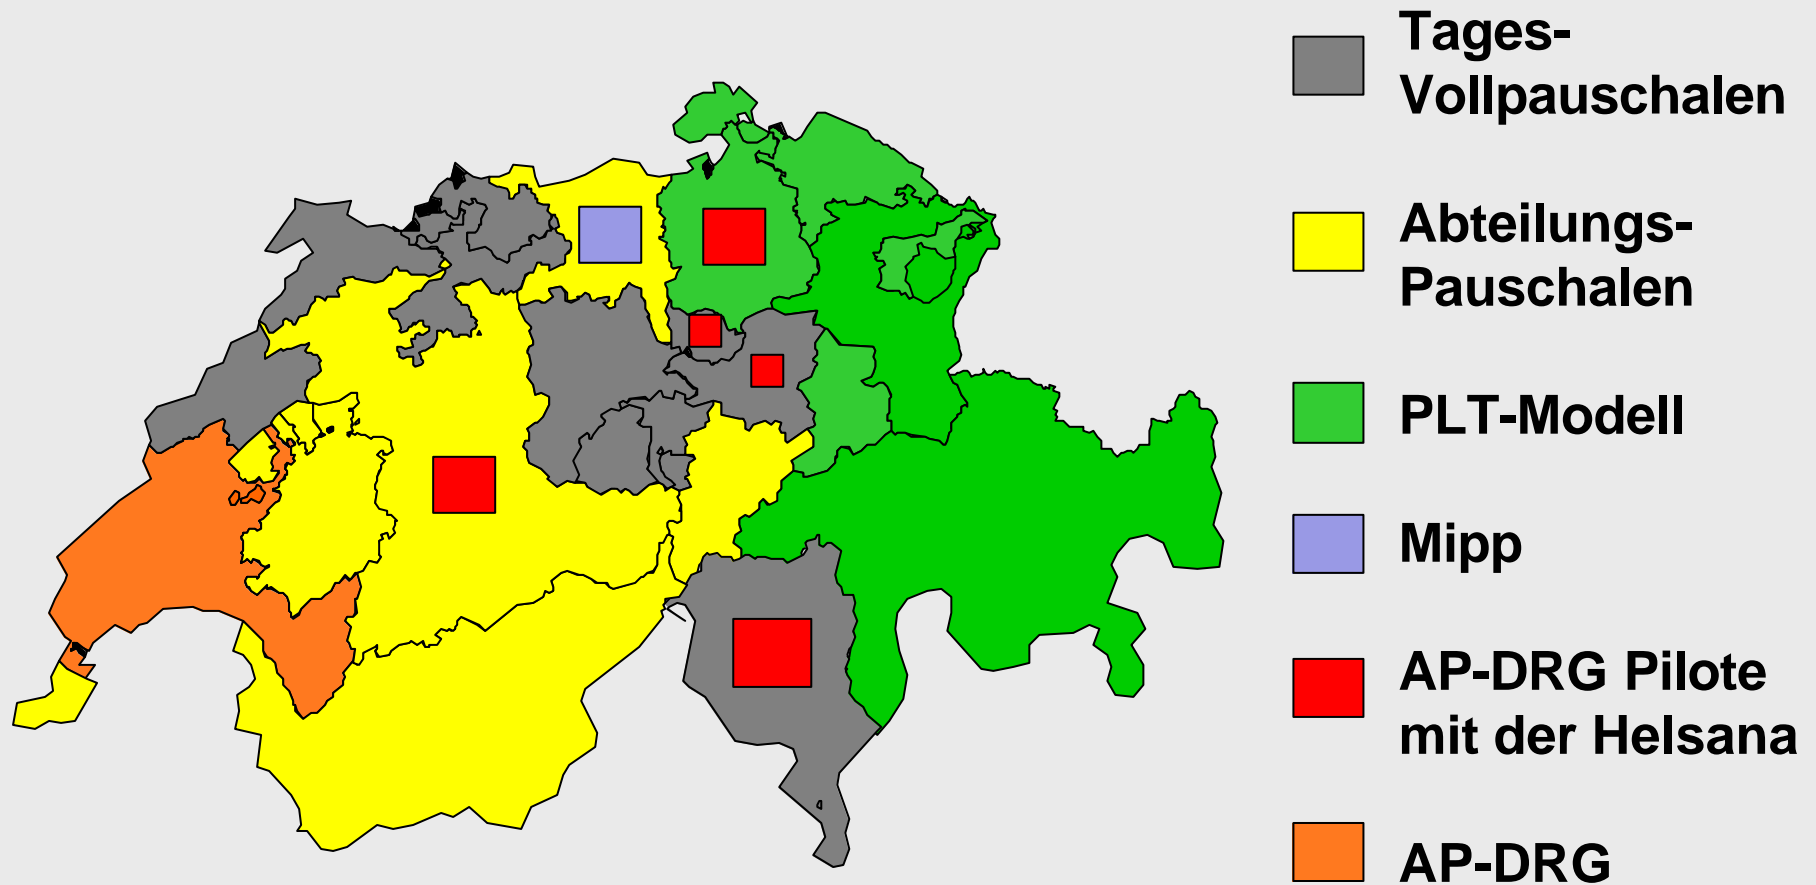 Tages-
Vollpauschalen
Abteilungs-
Pauschalen
PLT-Modell
Mipp
AP-DRG Pilote
mit der Helsana
AP-DRG